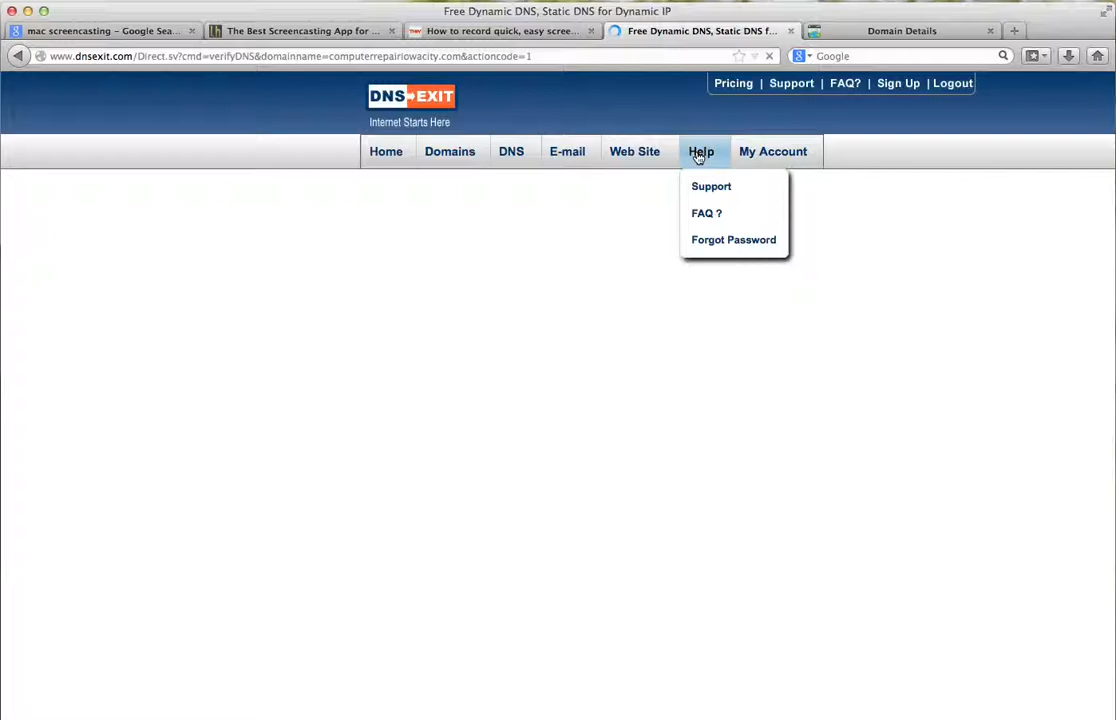 Free Dynamic DNS, Static DNS for Dynamic IP
mac screencasting – Google Sea...
The Best Screencasting App for ...
How to record quick, easy scree...
Free Dynamic DNS, Static DNS f...
Domain Details
www.dnsexit.com/Direct.sv?cmd=verifyDNS&domainname=computerrepairiowacity.com&actioncode=1
Google
Pricing | Support | FAQ? | Sign Up | Logout
DNS EXIT
Internet Starts Here
Home Domains DNS E-mail Web Site Help My Account
Support
FAQ ?
Forgot Password